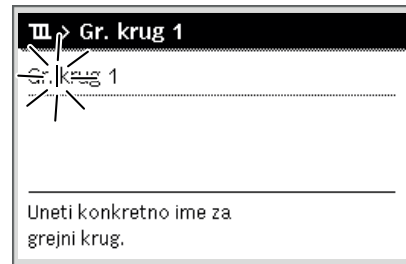 > Gr. krug 1
Gr. krug 1
Uneti konkretno ime za
grejni krug.